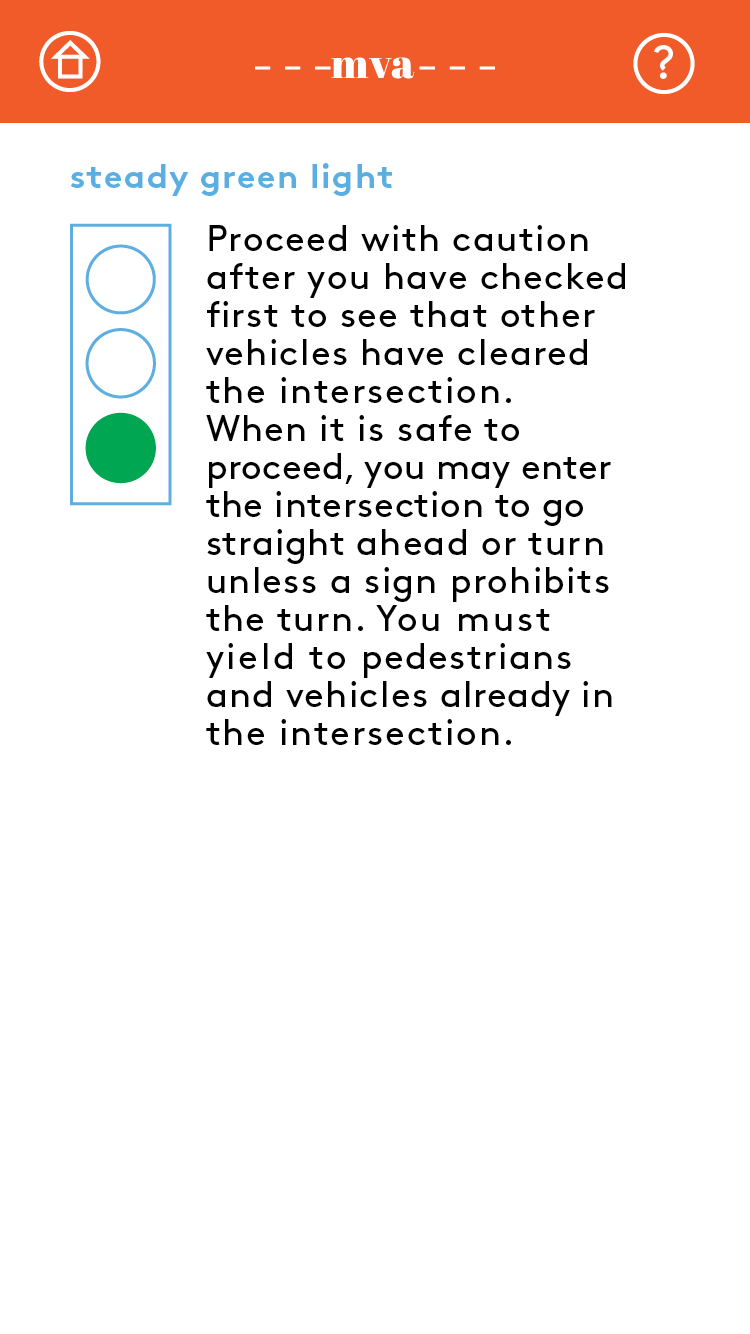 - - -mva- - -
?
steady green light
Proceed with caution
after you have checked
first to see that other
vehicles have cleared
the intersection.
When it is safe to
proceed, you may enter
the intersection to go
straight ahead or turn
unless a sign prohibits
the turn. You must
yield to pedestrians
and vehicles already in
the intersection.